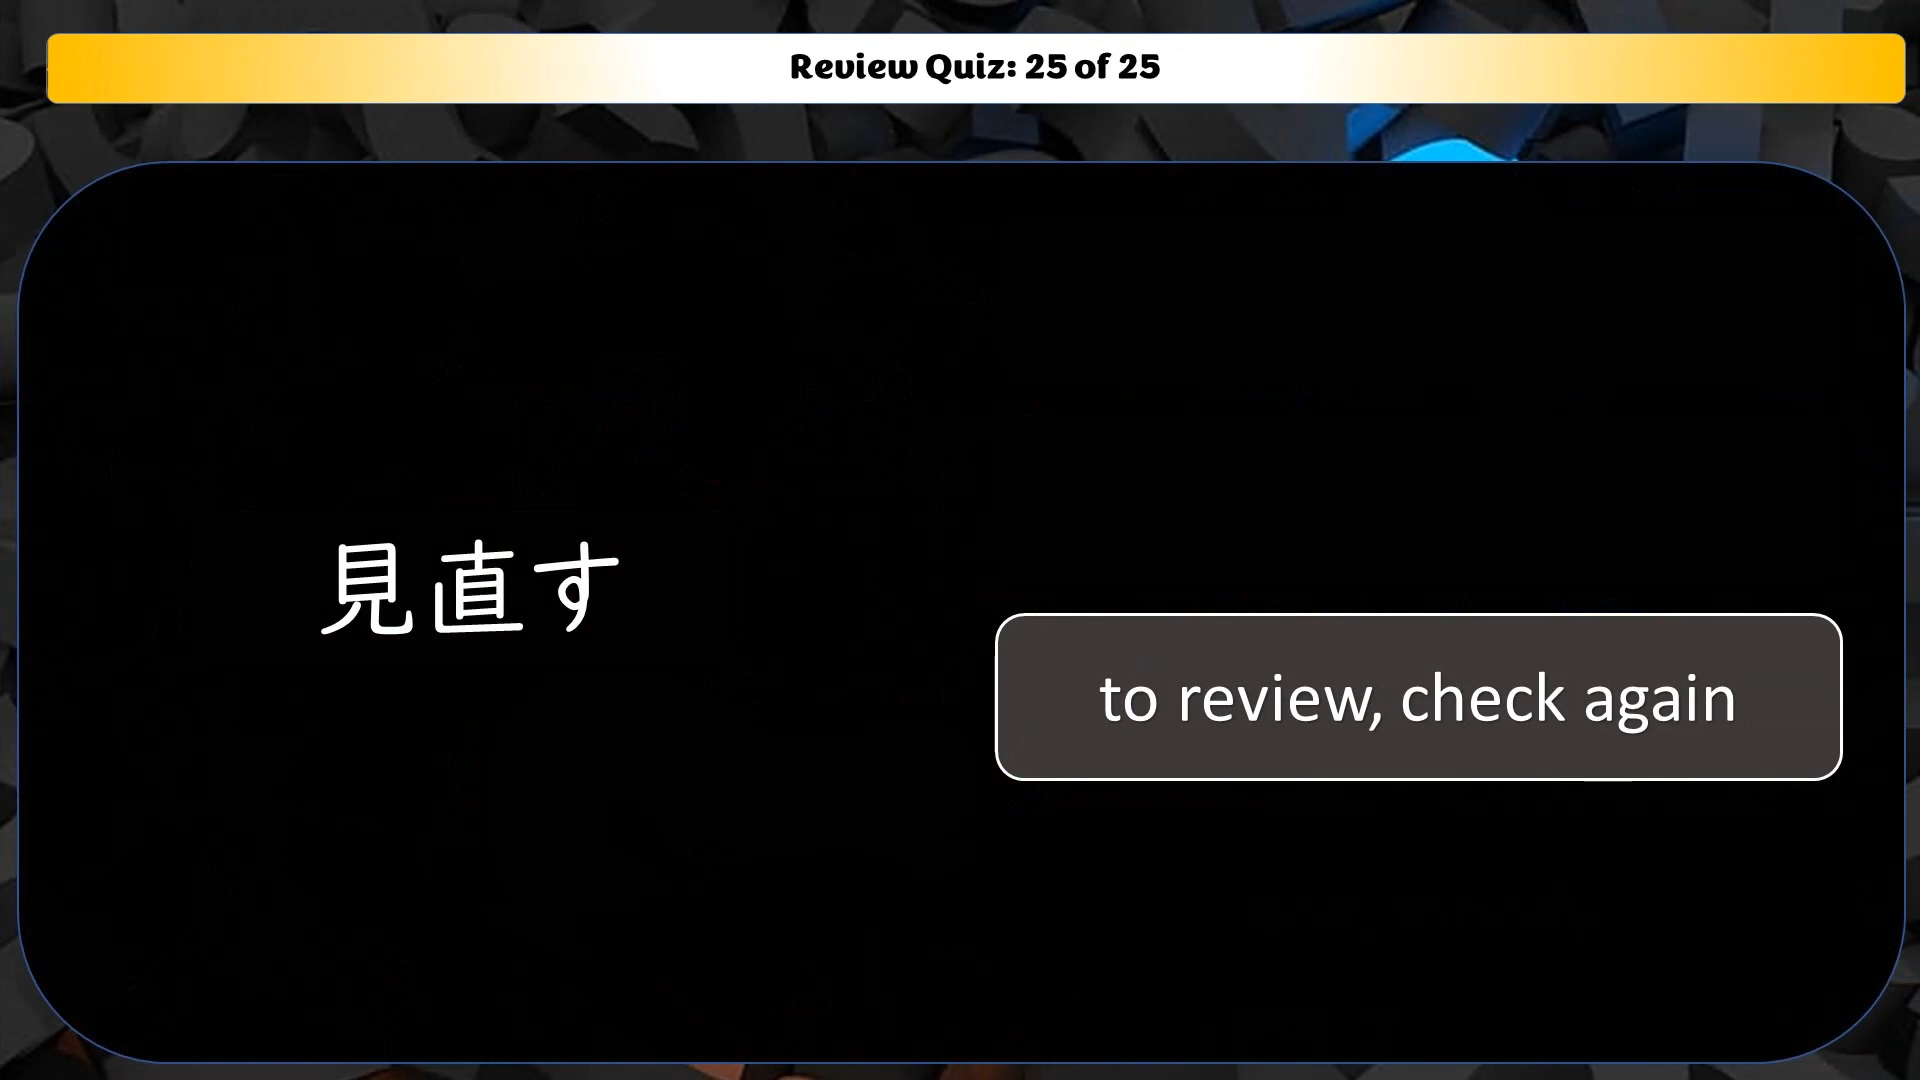 Review Quiz: 25 of 25
見直す
to review, check again